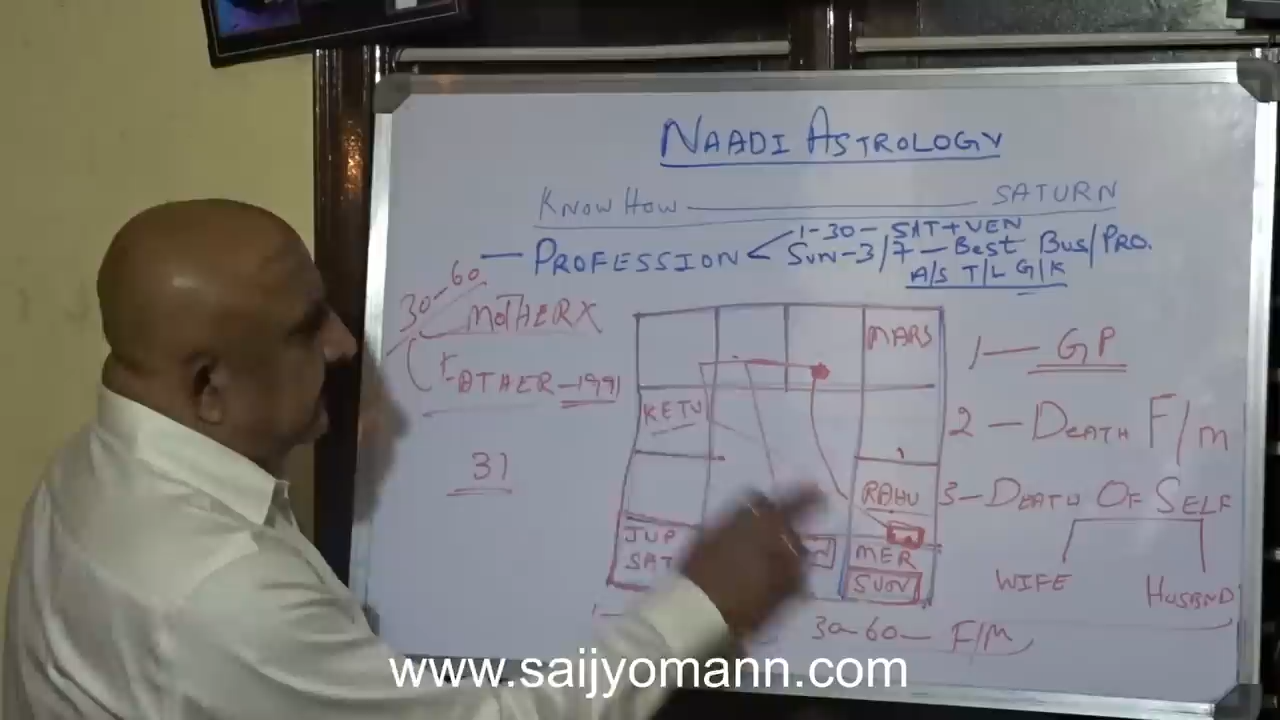 NAADI ASTROLOGY
KNOW HOW SATURN
— PROFESSION < 1-30- SAT+VEN
SUN-3/7- BEST BUS/PRO.
A/S T/L G/K
30-60
MOTHER X
FATHER-1991
31
MARS
KETU
RAHU
JUP
SAT
MER
SUN
1— GP
2 - DEATH F/M
3-DEATH OF SELF
WIFE
HUSBND
30-60- F/M
www.saijyomann.com